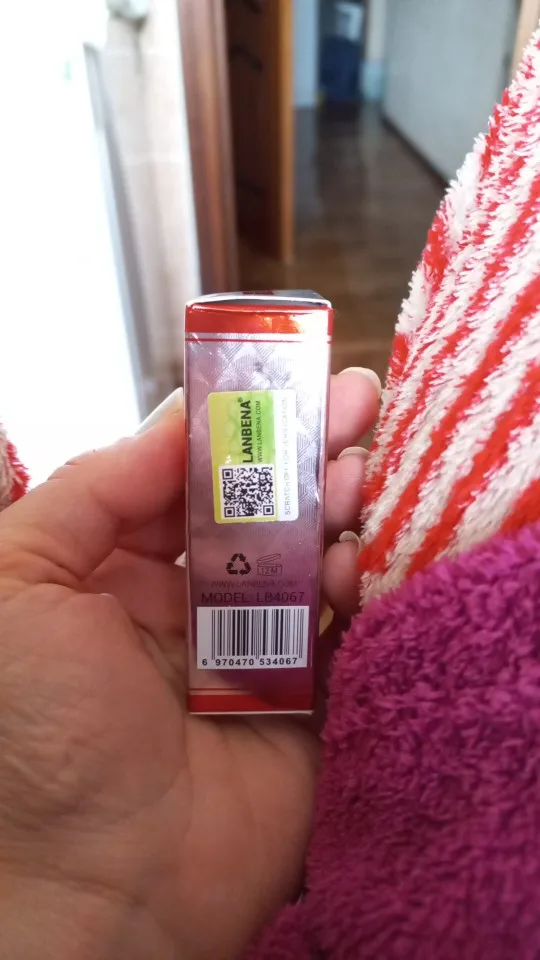 LANBENA®
WWW.LANBENA.COM
SCRATCH OFF FOR VERIFICATION
12M
WWW.LANBENA.COM
MODEL: LB4067
6 970470 534067